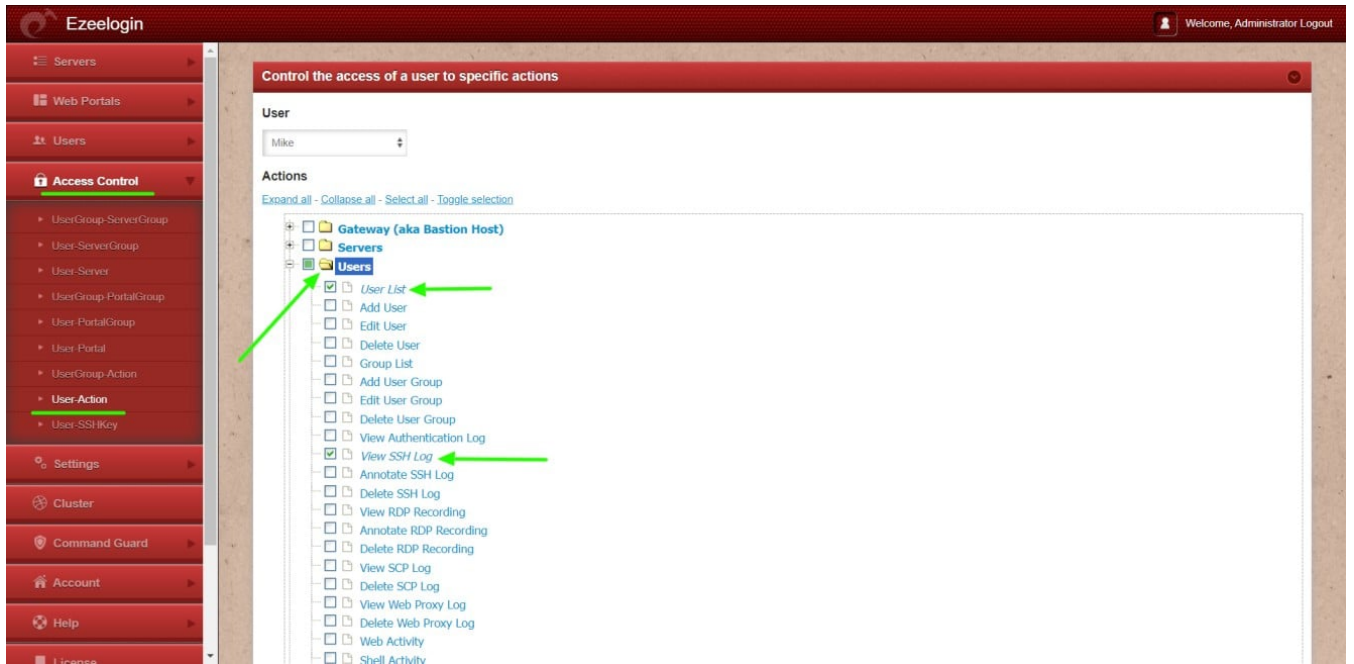 Ezeelogin
Welcome, Administrator Logout
Servers
Web Portals
Users
Access Control
UserGroup-ServerGroup
User-ServerGroup
User-Server
UserGroup-PortalGroup
User-PortalGroup
User-Portal
UserGroup-Action
User-Action
User-SSHKey
Settings
Cluster
Command Guard
Account
Help
License
Control the access of a user to specific actions
User
Mike
Actions
Expand all - Collapse all - Select all - Toggle selection
Gateway (aka Bastion Host)
Servers
Users
User List
Add User
Edit User
Delete User
Group List
Add User Group
Edit User Group
Delete User Group
View Authentication Log
View SSH Log
Annotate SSH Log
Delete SSH Log
View RDP Recording
Annotate RDP Recording
Delete RDP Recording
View SCP Log
Delete SCP Log
View Web Proxy Log
Delete Web Proxy Log
Web Activity
Shell Activity